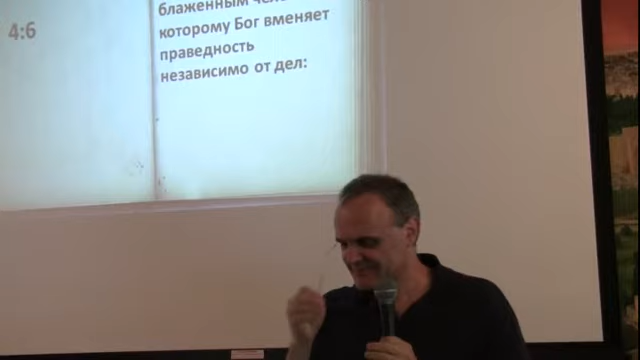 4:6
блаженным
которому Бог вменяет
праведность
независимо от дел: